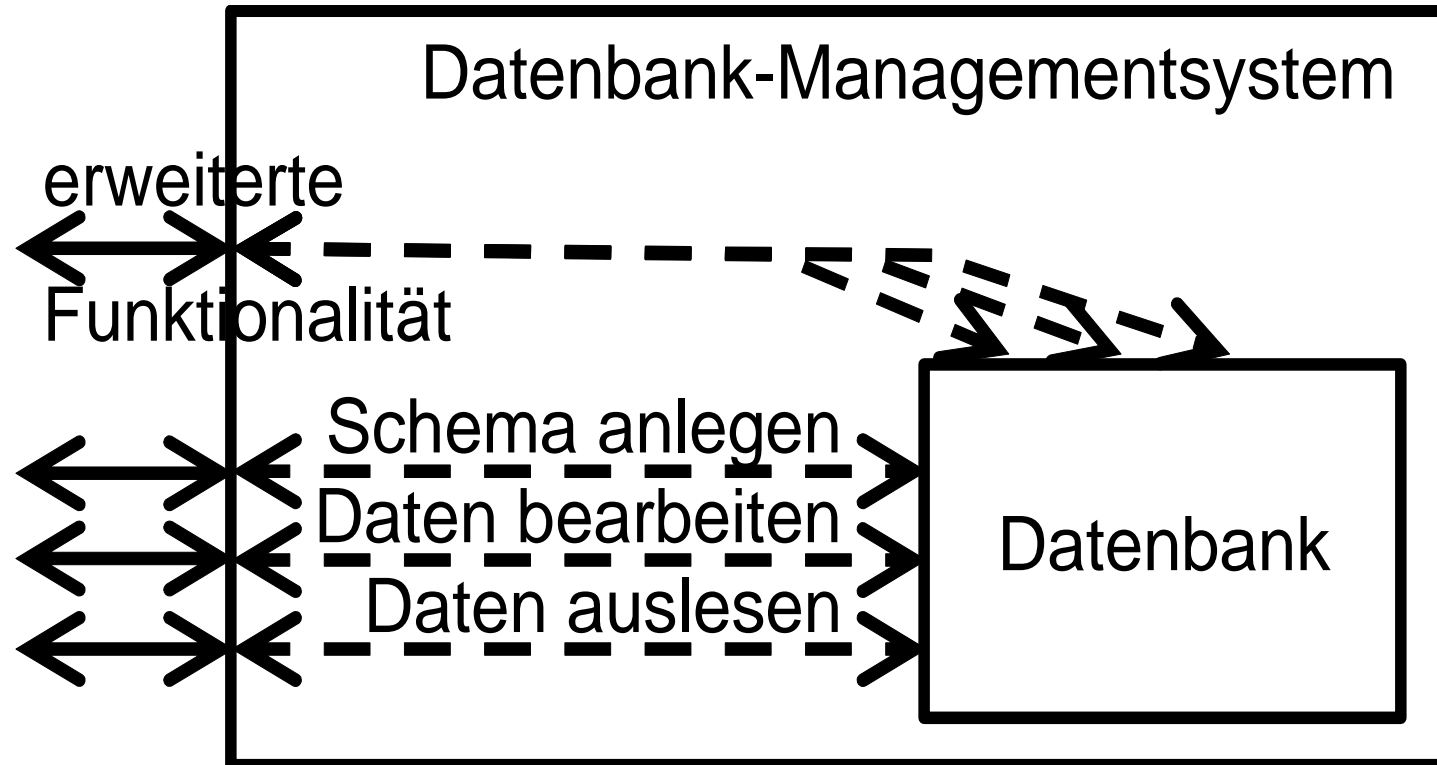 Datenbank-Managementsystem
erweiterte
Funktionalität
Schema anlegen
Daten bearbeiten
Daten auslesen
Datenbank